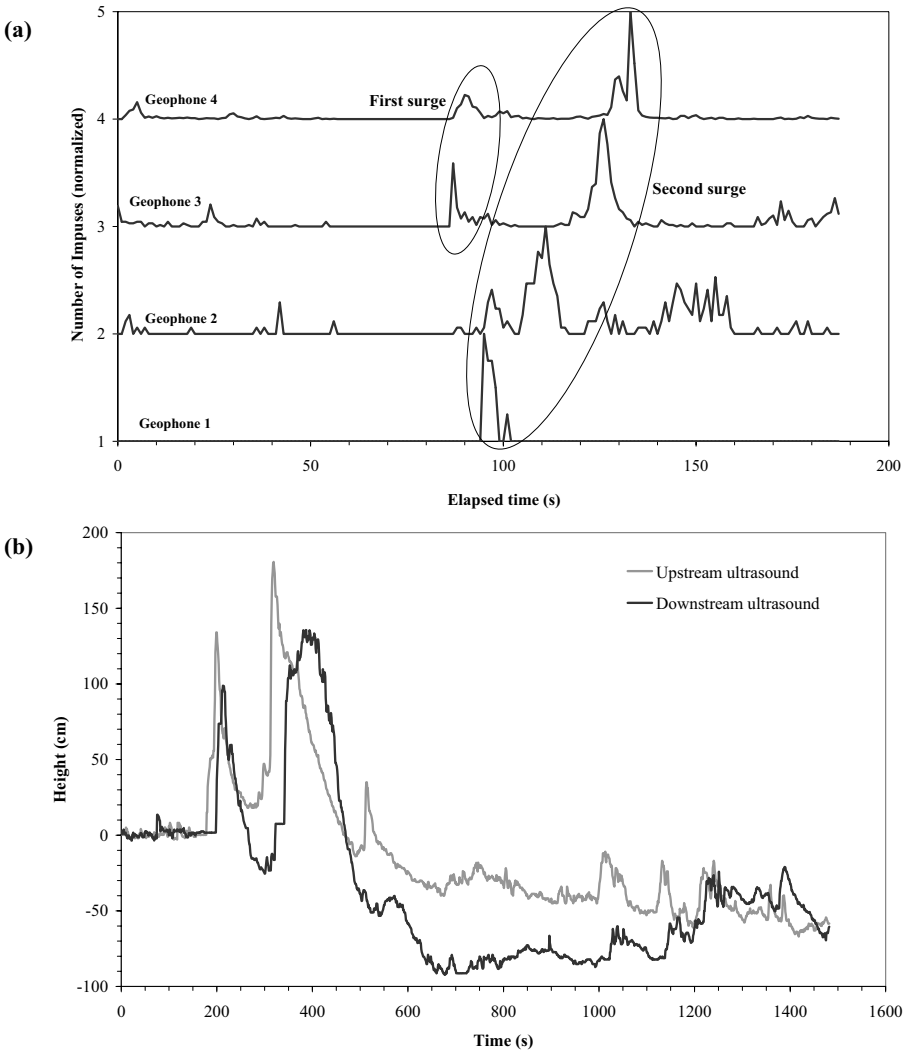 (a)
5
Geophone 4
First surge
4
Number of Impuses (normalized)
Geophone 3
Second surge
3
Geophone 2
2
Geophone 1
1
0 50 100 150 200
Elapsed time (s)
(b)
200
Upstream ultrasound
150
Downstream ultrasound
100
Height (cm)
50
0
-50
-100
0 200 400 600 800 1000 1200 1400 1600
Time (s)